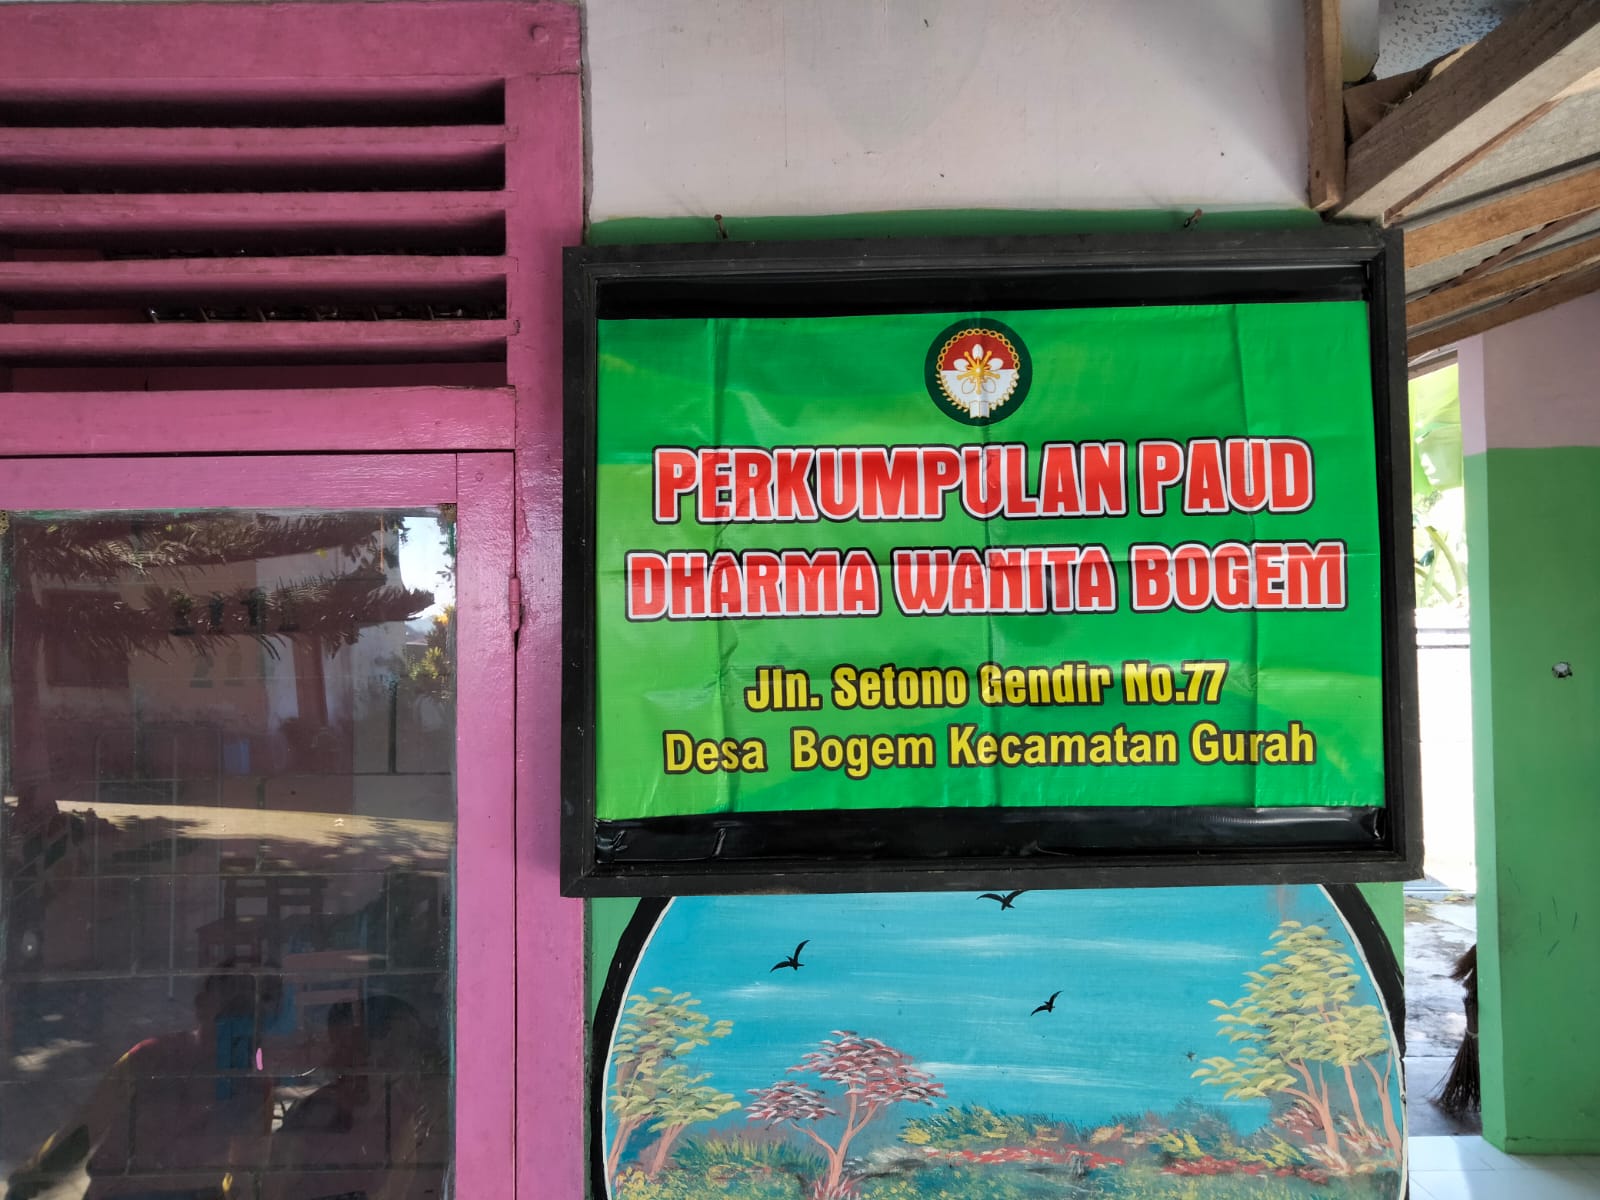 PERKUMPULAN PAUD
DHARMA WANITA BOGEM
Jln. Setono Gendir No.77
Desa Bogem Kecamatan Gurah